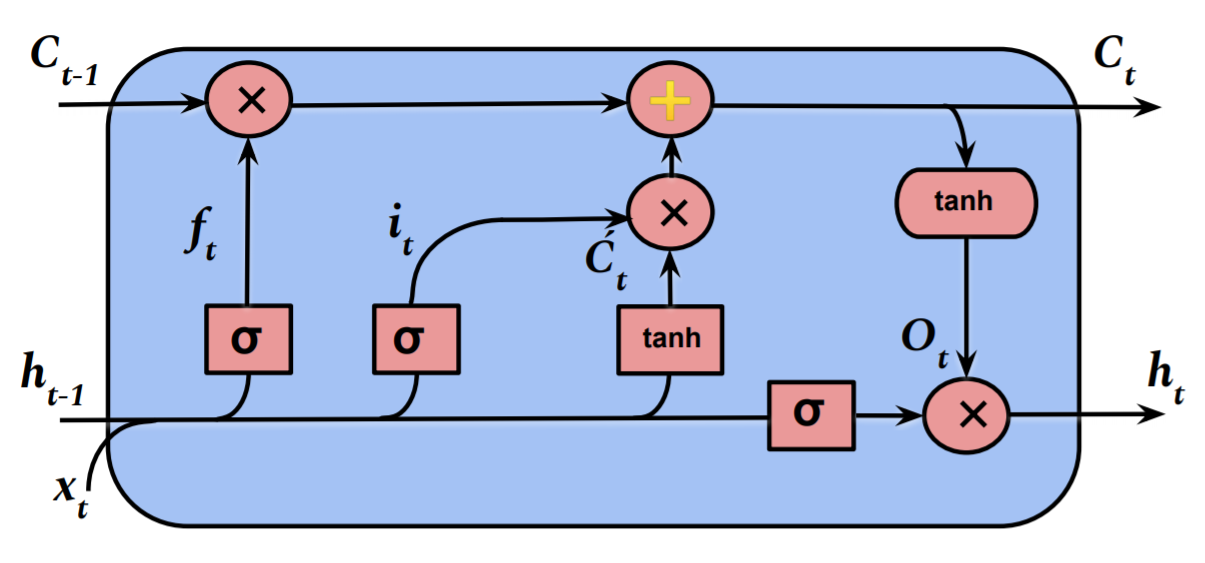 C t-1
×
+
C t
tanh
f t
i t
×
Ć t
σ
σ
tanh
O t
h t-1
σ
×
h t
x t